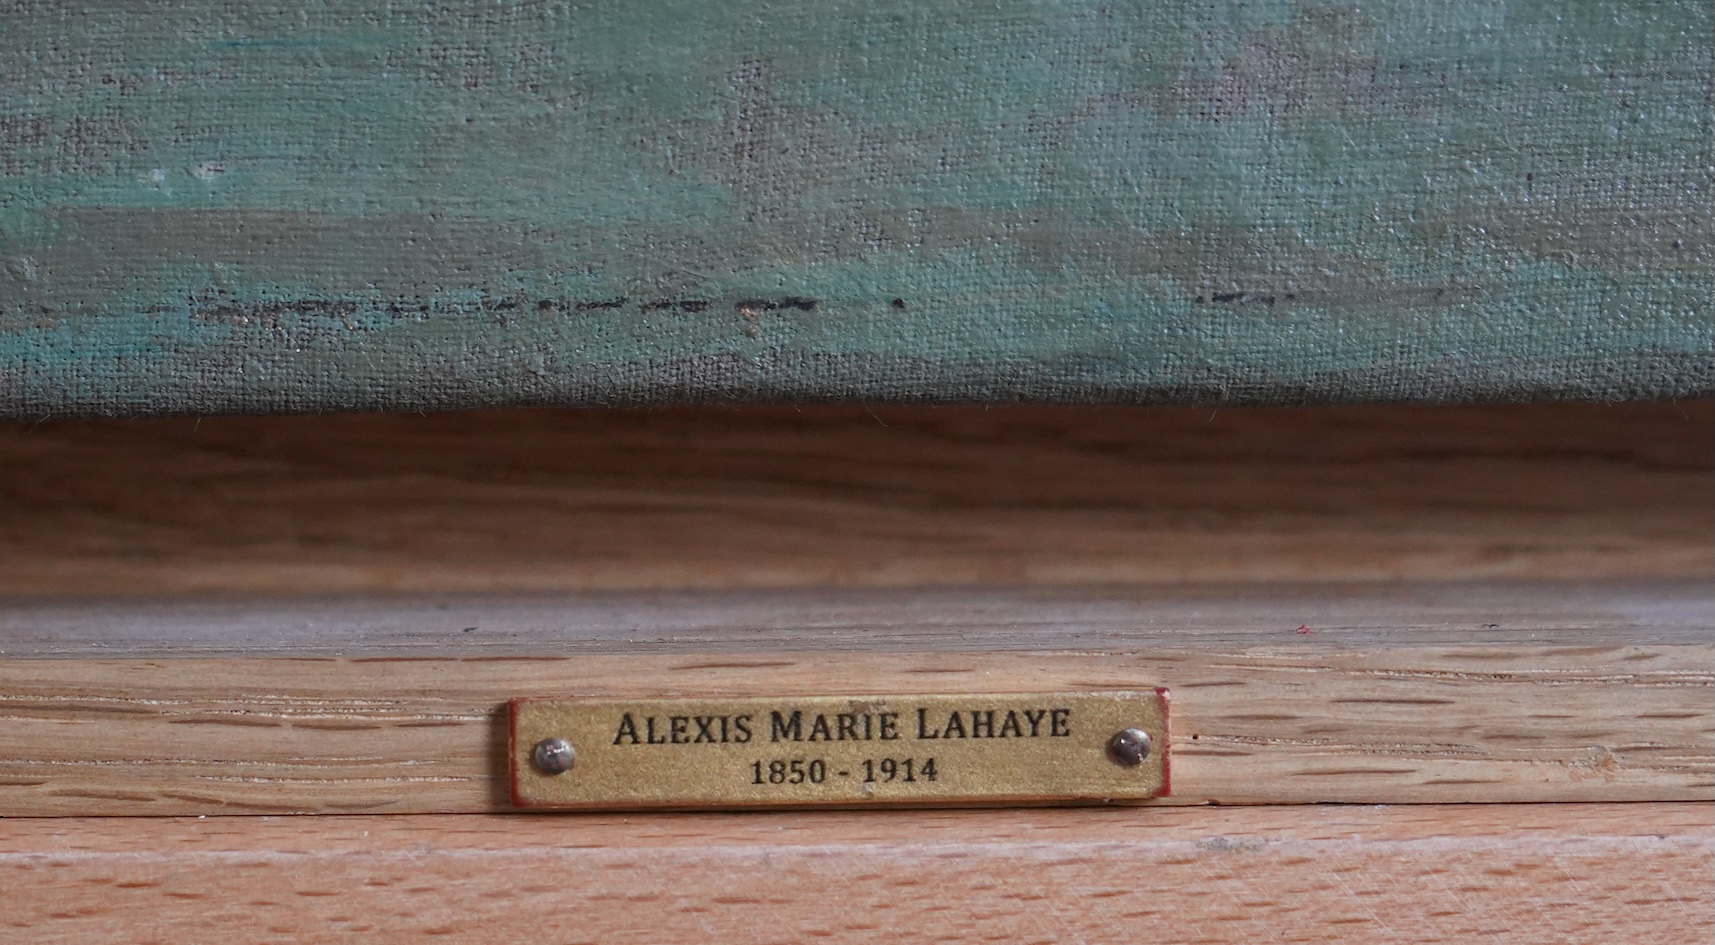 ALEXIS MARIE LAHAYE
1850 - 1914